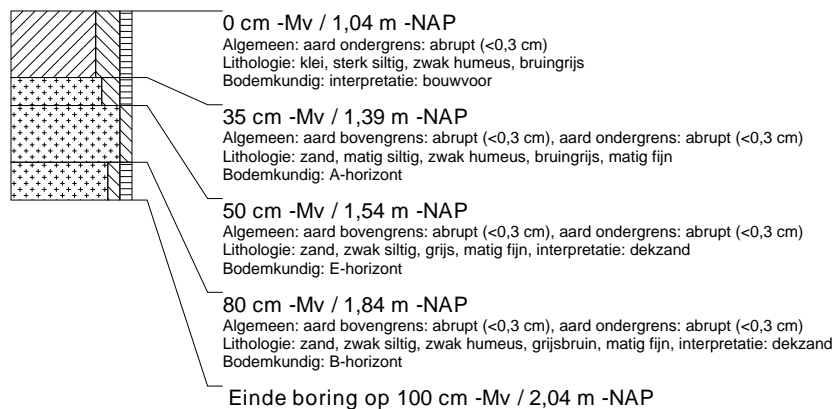 0 cm -Mv / 1,04 m -NAP
Algemeen: aard ondergrens: abrupt (<0,3 cm)
Lithologie: klei, sterk siltig, zwak humeus, bruingrijs
Bodemkundig: interpretatie: bouwvoor
35 cm -Mv / 1,39 m -NAP
Algemeen: aard bovengrens: abrupt (<0,3 cm), aard ondergrens: abrupt (<0,3 cm)
Lithologie: zand, matig siltig, zwak humeus, bruingrijs, matig fijn
Bodemkundig: A-horizont
50 cm -Mv / 1,54 m -NAP
Algemeen: aard bovengrens: abrupt (<0,3 cm), aard ondergrens: abrupt (<0,3 cm)
Lithologie: zand, zwak siltig, grijs, matig fijn, interpretatie: dekzand
Bodemkundig: E-horizont
80 cm -Mv / 1,84 m -NAP
Algemeen: aard bovengrens: abrupt (<0,3 cm), aard ondergrens: abrupt (<0,3 cm)
Lithologie: zand, zwak siltig, zwak humeus, grijsbruin, matig fijn, interpretatie: dekzand
Bodemkundig: B-horizont
Einde boring op 100 cm -Mv / 2,04 m -NAP